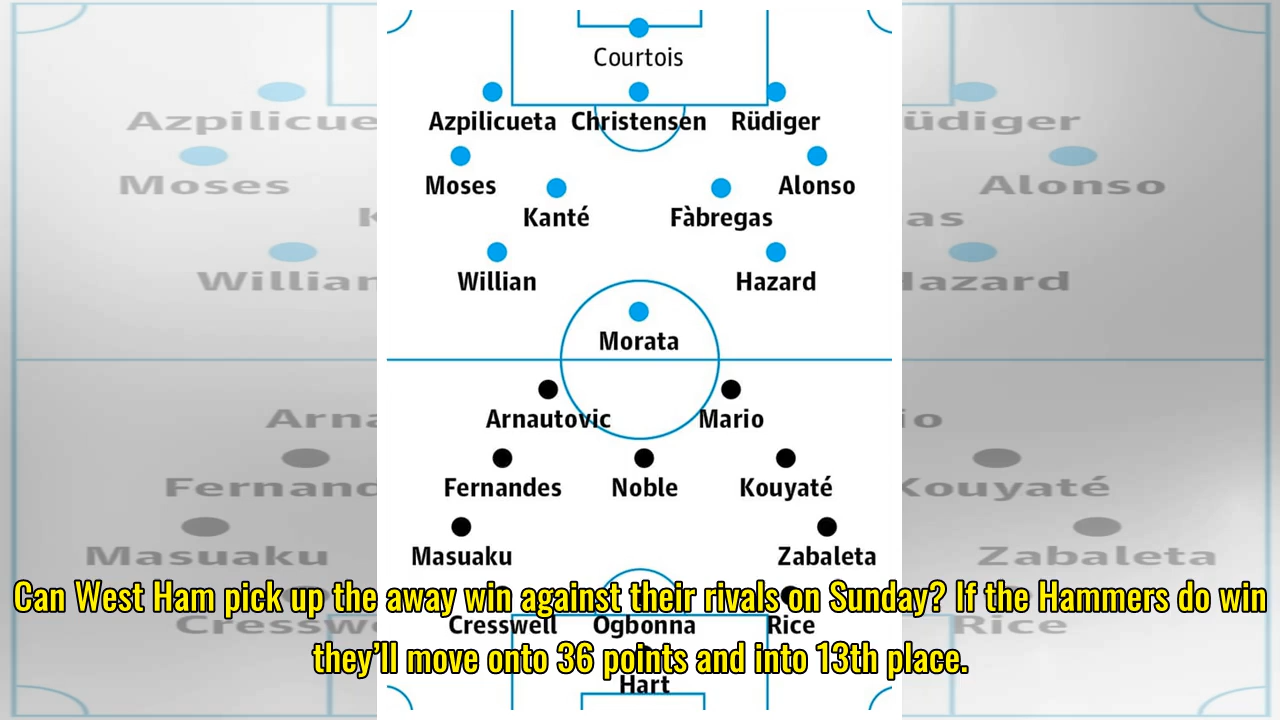 Courtois
Azpilicueta Christensen Rüdiger
Moses Alonso
Kanté Fàbregas
Willian Hazard
Morata
Arnautovic Mario
Fernandes Noble Kouyaté
Masuaku Zabaleta
Can West Ham pick up the away win against their rivals on Sunday? If the Hammers do win
Cresswell Ogbonna Rice
they’ll move onto 36 points and into 13th place.
Hart